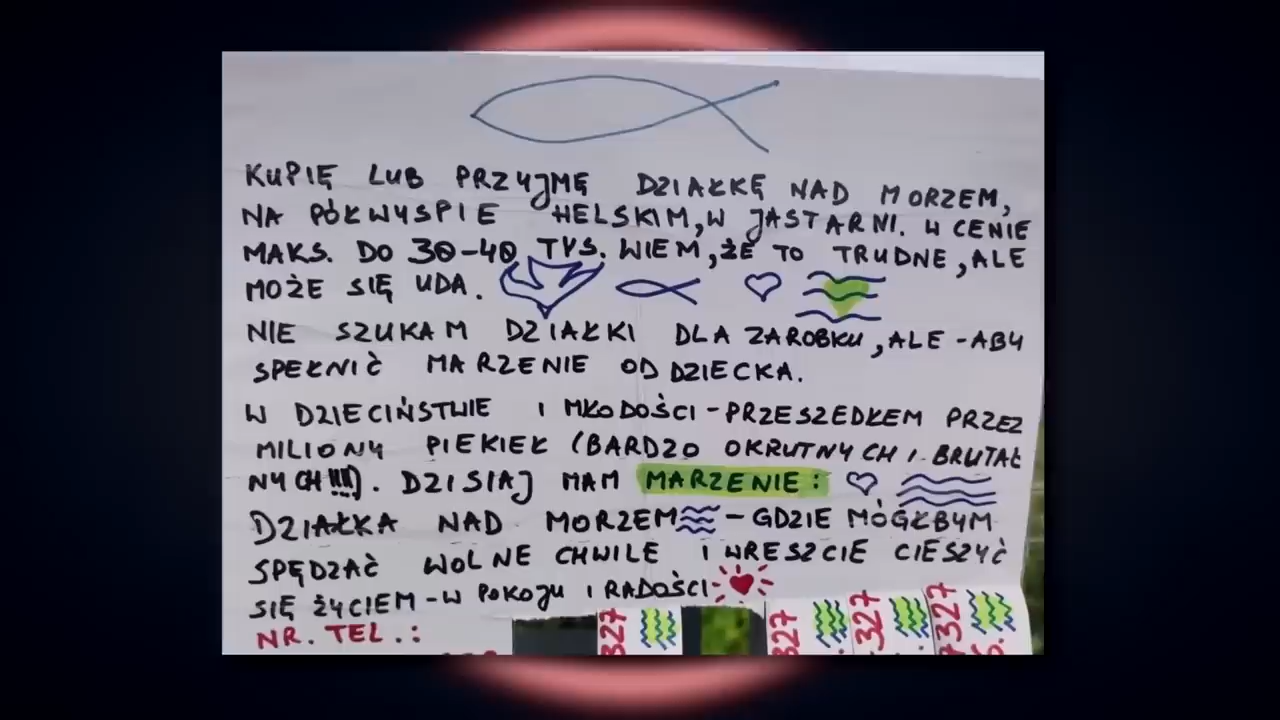 KUPIĘ LUB PRZYJMĘ DZIAŁKĘ NAD MORZEM,
NA PÓŁWYSPIE HELSKIM, W JASTARNI. W CENIE
MAKS. DO 30-40 TYS. WIEM, ŻE TO TRUDNE, ALE
MOŻE SIĘ UDA.
NIE SZUKAM DZIAŁKI DLA ZAROBKU, ALE - ABY
SPEŁNIĆ MARZENIE OD DZIECKA.
W DZIECIŃSTWIE I MŁODOŚCI - PRZESZEDŁEM PRZEZ
MILIONY PIEKIEŁ (BARDZO OKRUTNYCH I BRUTAL
NYCH!!!). DZISIAJ MAM MARZENIE:
DZIAŁKA NAD MORZEM - GDZIE MÓGŁBYM
SPĘDZAĆ WOLNE CHWILE I WRESZCIE CIESZYĆ
SIĘ ŻYCIEM - W POKOJU I RADOŚCI
NR. TEL.:
327 327 327 7327